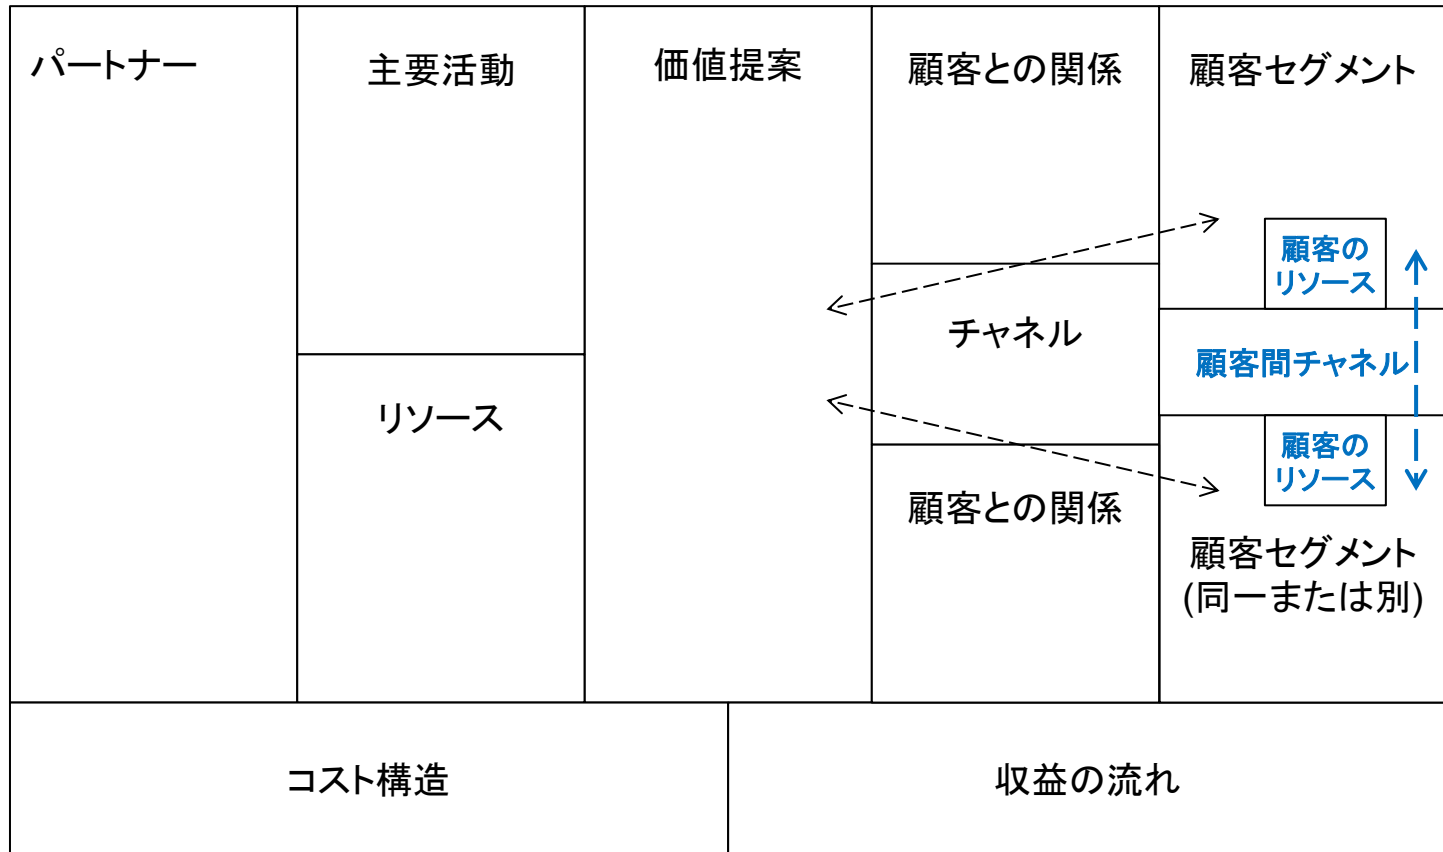 パートナー
主要活動
価値提案
顧客との関係
顧客セグメント
顧客の
リソース
チャネル
顧客間チャネル
リソース
顧客の
リソース
顧客との関係
顧客セグメント
(同一または別)
コスト構造
収益の流れ